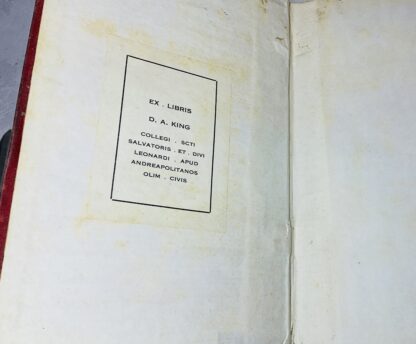 EX . LIBRIS
D. A. KING
COLLEGI . SCTI
SALVATORIS . ET . DIVI
LEONARDI . APUD
ANDREAPOLITANOS
OLIM . CIVIS